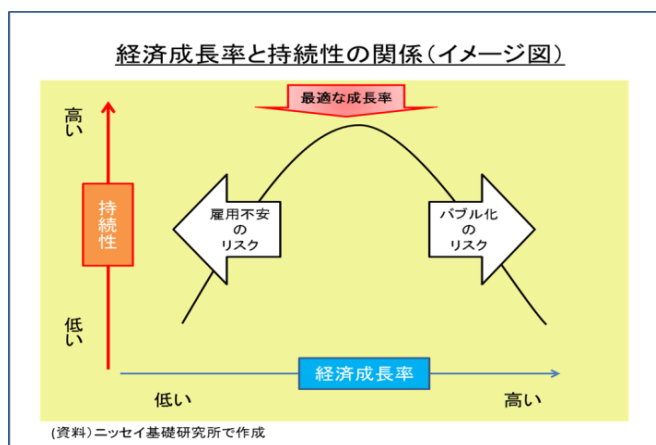 経済成長率と持続性の関係(イメージ図)
最適な成長率
高い
持続性
低い
雇用不安
の
リスク
バブル化
の
リスク
経済成長率
低い
高い
(資料)ニッセイ基礎研究所で作成